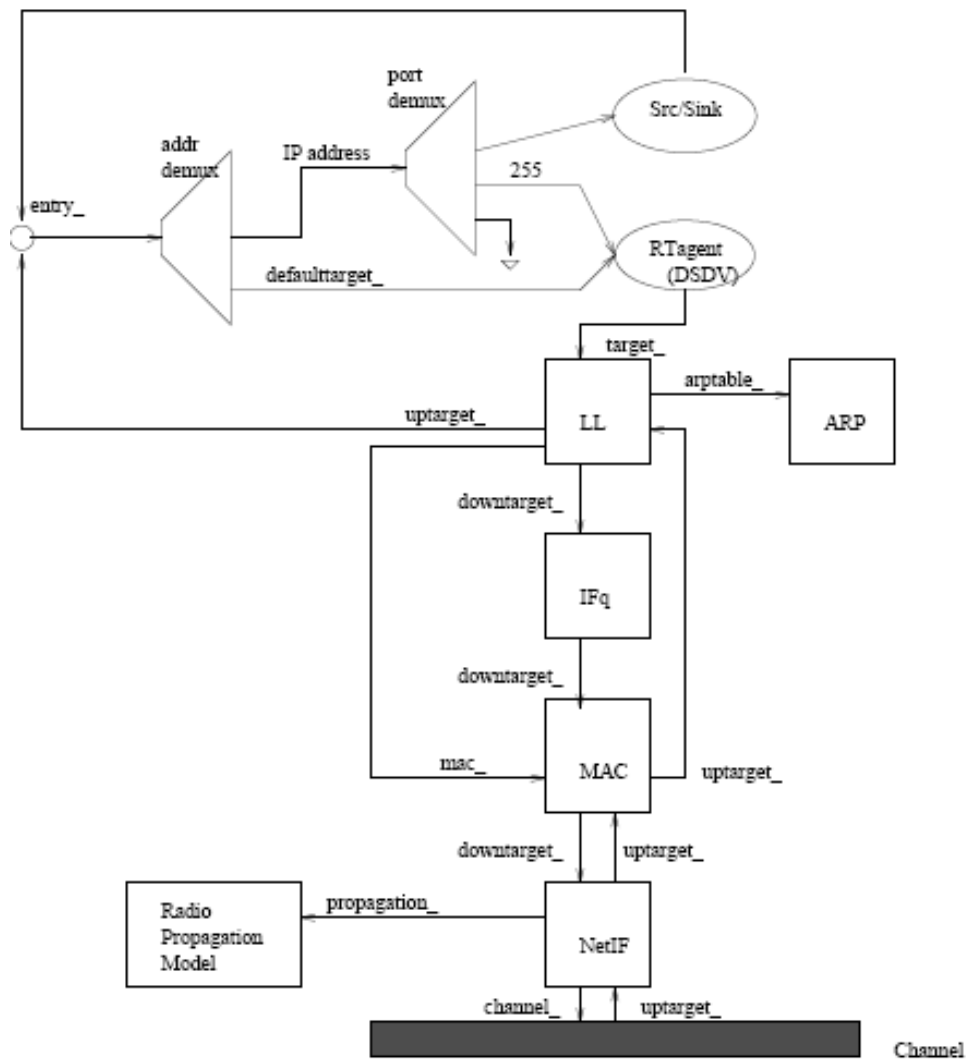 port
demux
Src/Sink
addr
demux
IP address
255
entry_
RTagent
(DSDV)
defaulttarget_
target_
arptable_
uptarget_
LL
ARP
downtarget_
IFq
downtarget_
mac_
MAC
uptarget_
downtarget_
uptarget_
propagation_
Radio
Propagation
Model
NetIF
channel_
uptarget_
Channel